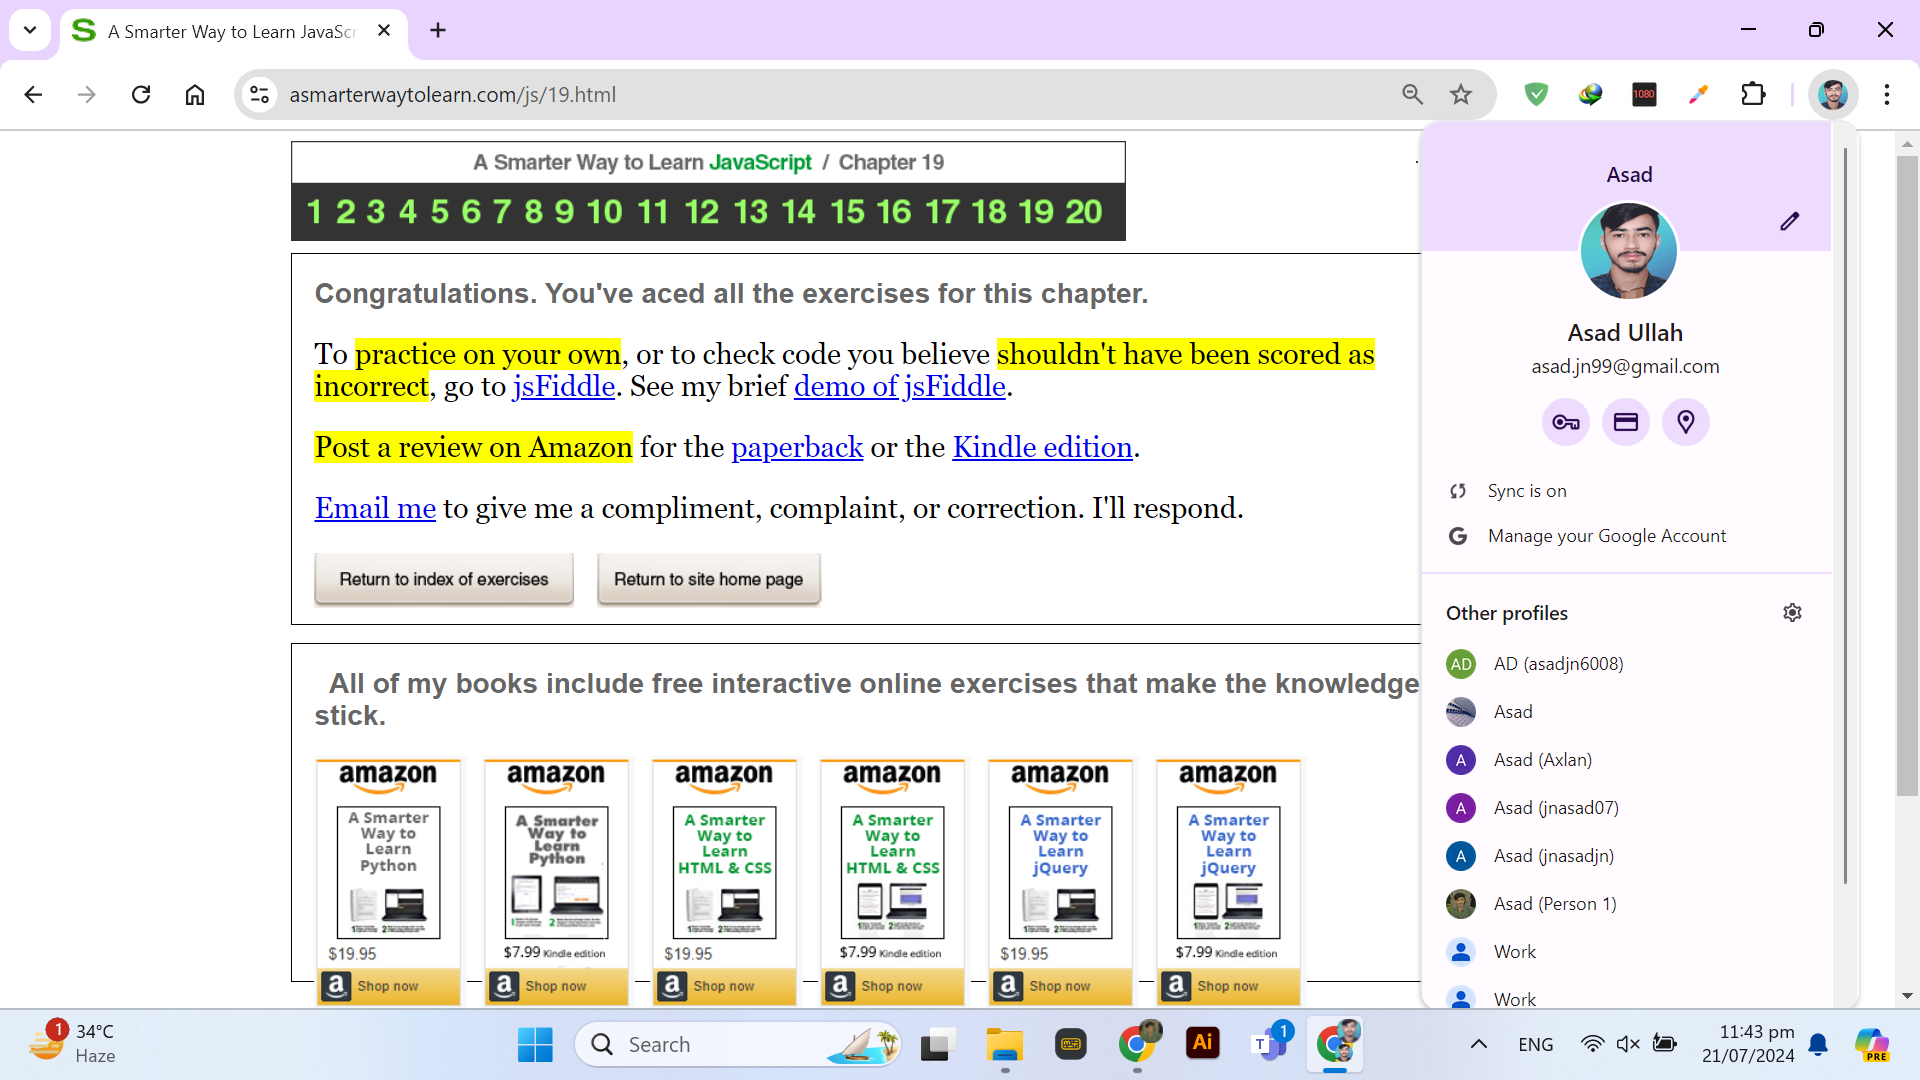 A Smarter Way to Learn JavaScr
asmarterwaytolearn.com/js/19.html
1080
A Smarter Way to Learn JavaScript / Chapter 19
1 2 3 4 5 6 7 8 9 10 11 12 13 14 15 16 17 18 19 20
Congratulations. You've aced all the exercises for this chapter.
To practice on your own, or to check code you believe shouldn't have been scored as
incorrect, go to jsFiddle. See my brief demo of jsFiddle.
Post a review on Amazon for the paperback or the Kindle edition.
Email me to give me a compliment, complaint, or correction. I'll respond.
Return to index of exercises
Return to site home page
All of my books include free interactive online exercises that make the knowledge
stick.
amazon
A Smarter
Way to
Learn
Python
$19.95
Shop now
amazon
A Smarter
Way to
Learn
Python
$7.99 Kindle edition
Shop now
amazon
A Smarter
Way to
Learn
HTML & CSS
$19.95
Shop now
amazon
A Smarter
Way to
Learn
HTML & CSS
$7.99 Kindle edition
Shop now
amazon
A Smarter
Way to
Learn
jQuery
$19.95
Shop now
amazon
A Smarter
Way to
Learn
jQuery
$7.99 Kindle edition
Shop now
Asad
Asad Ullah
asad.jn99@gmail.com
Sync is on
Manage your Google Account
Other profiles
AD AD (asadjn6008)
Asad
A Asad (Axlan)
A Asad (jnasad07)
A Asad (jnasadjn)
Asad (Person 1)
Work
Work
1
34°C
Haze
Search
Ai
T 1
ENG
11:43 pm
21/07/2024
PRE